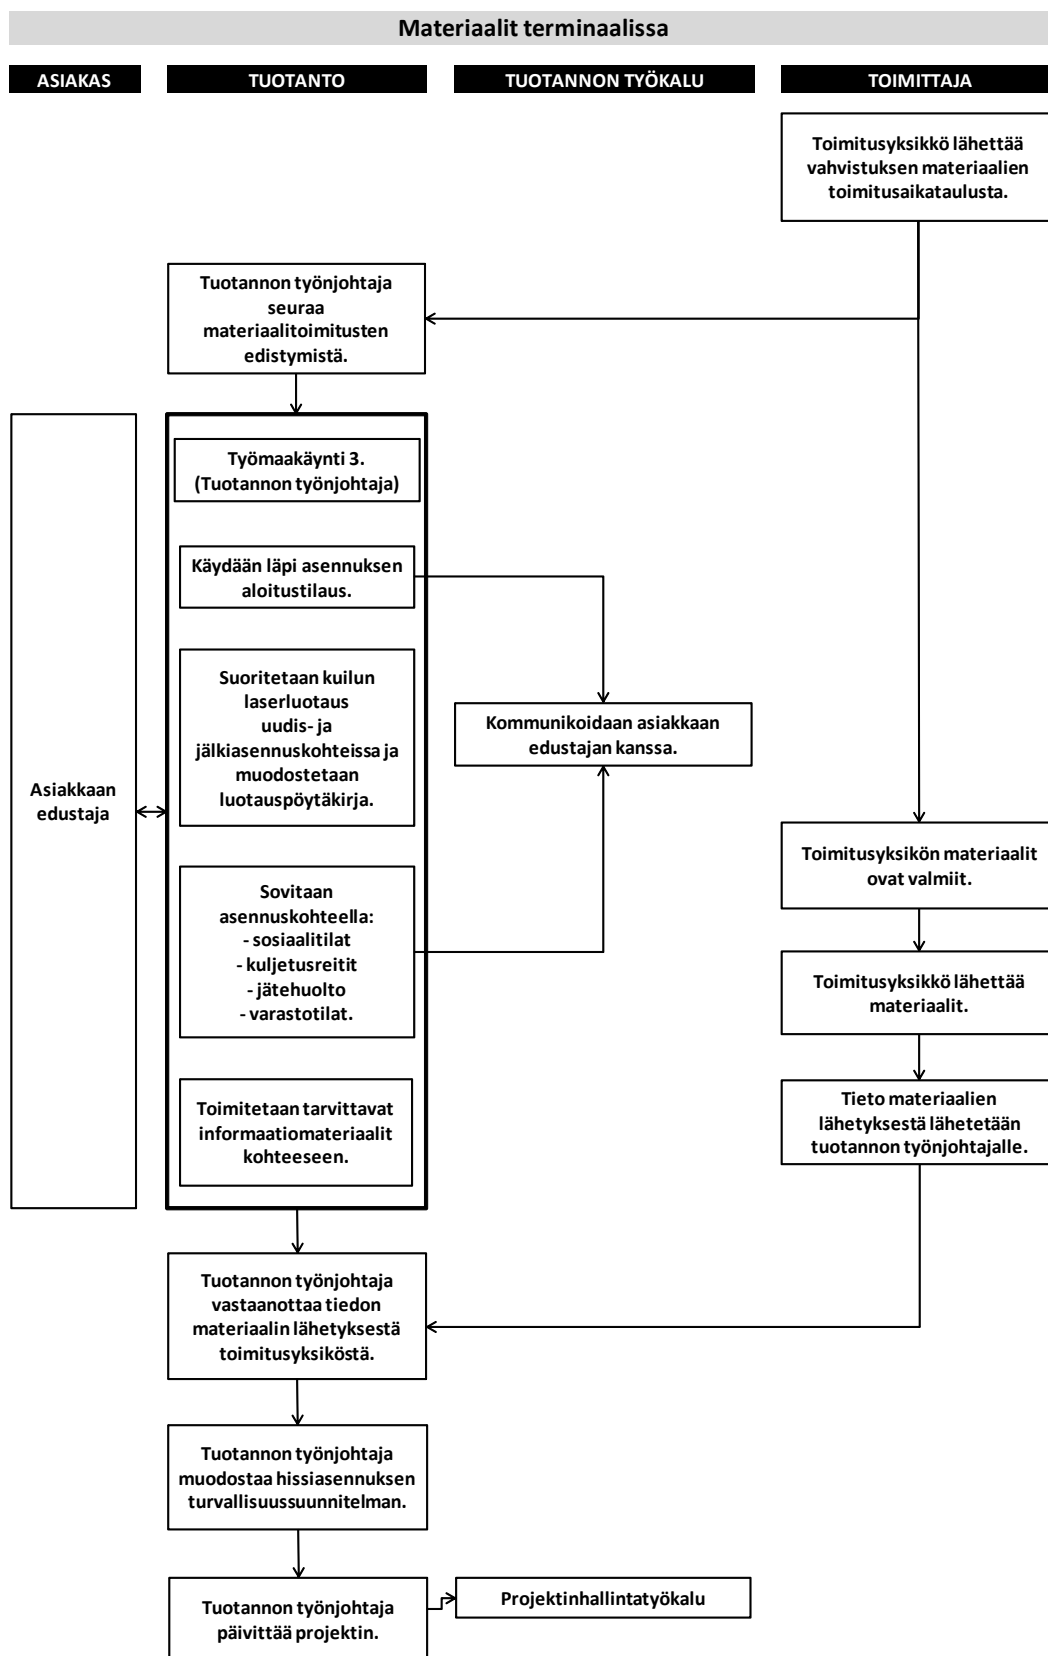 Materiaalit terminaalissa
ASIAKAS
TUOTANTO
TUOTANNON TYÖKALU
TOIMITTAJA
Toimitusyksikkö lähettää
vahvistuksen materiaalien
toimitusaikataulusta.
Tuotannon työnjohtaja
seuraa
materiaalitoimitusten
edistymistä.
Työmaakäynti 3.
(Tuotannon työnjohtaja)
Käydään läpi asennuksen
aloitustilaus.
Suoritetaan kuilun
laserluotaus
uudis- ja
jälkiasennuskohteissa ja
muodostetaan
luotauspöytäkirja.
Kommunikoidaan asiakkaan
edustajan kanssa.
Asiakkaan
edustaja
Toimitusyksikön materiaalit
ovat valmiit.
Sovitaan
asennuskohteella:
- sosiaalitilat
- kuljetusreitit
- jätehuolto
- varastotilat.
Toimitusyksikkö lähettää
materiaalit.
Toimitetaan tarvittavat
informaatiomateriaalit
kohteeseen.
Tieto materiaalien
lähetyksestä lähetetään
tuotannon työnjohtajalle.
Tuotannon työnjohtaja
vastaanottaa tiedon
materiaalin lähetyksestä
toimitusyksiköstä.
Tuotannon työnjohtaja
muodostaa hissiasennuksen
turvallisuussuunnitelman.
Tuotannon työnjohtaja
päivittää projektin.
Projektinhallintatyökalu